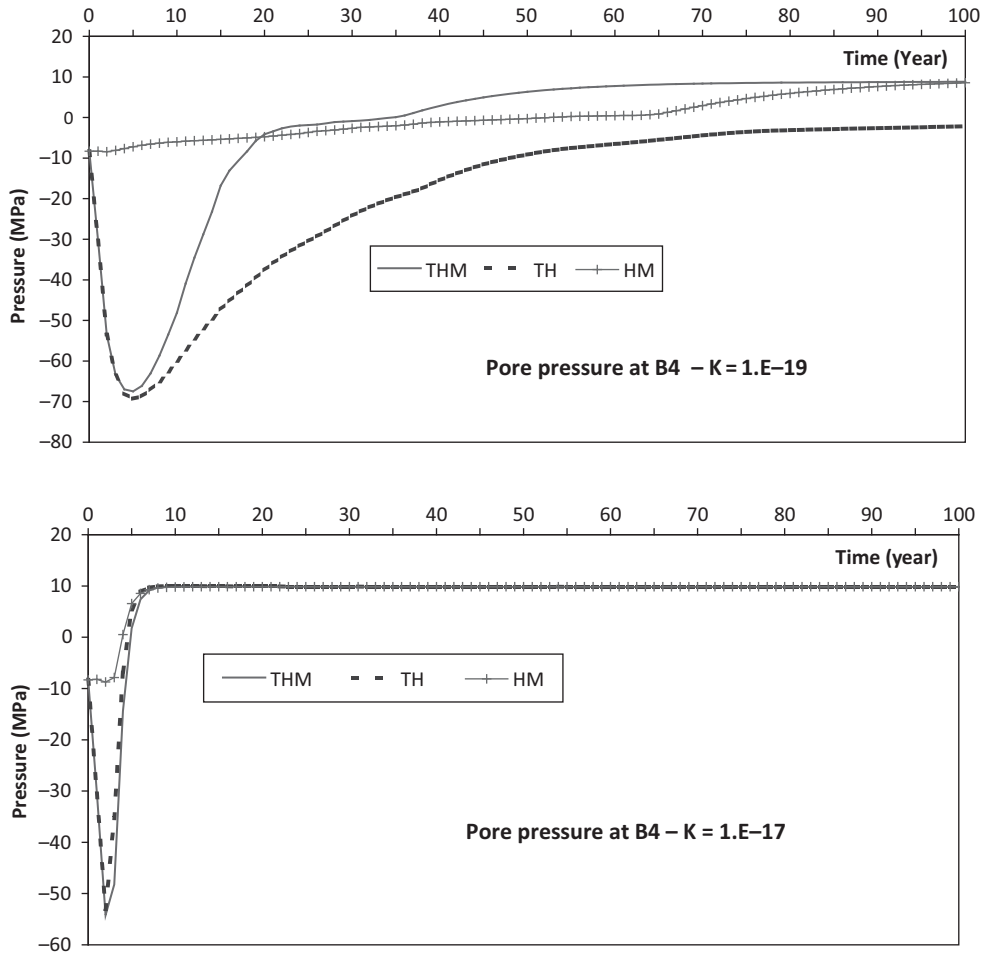 0 10 20 30 40 50 60 70 80 90 100
Time (Year)
20
10
0
−10
−20
−30
−40
−50
−60
−70
−80
Pressure (MPa)
THM TH HM
Pore pressure at B4 – K = 1.E–19
0 10 20 30 40 50 60 70 80 90 100
Time (year)
20
10
0
−10
−20
−30
−40
−50
−60
Pressure (MPa)
THM TH HM
Pore pressure at B4 – K = 1.E–17